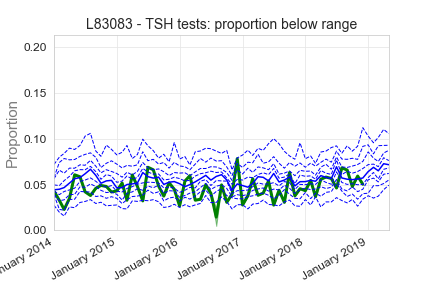 L83083 - TSH tests: proportion below range
0.20
0.15
0.10
0.05
0.00
Proportion
nuary 2014
January 2015
January 2016
January 2017
January 2018
January 2019